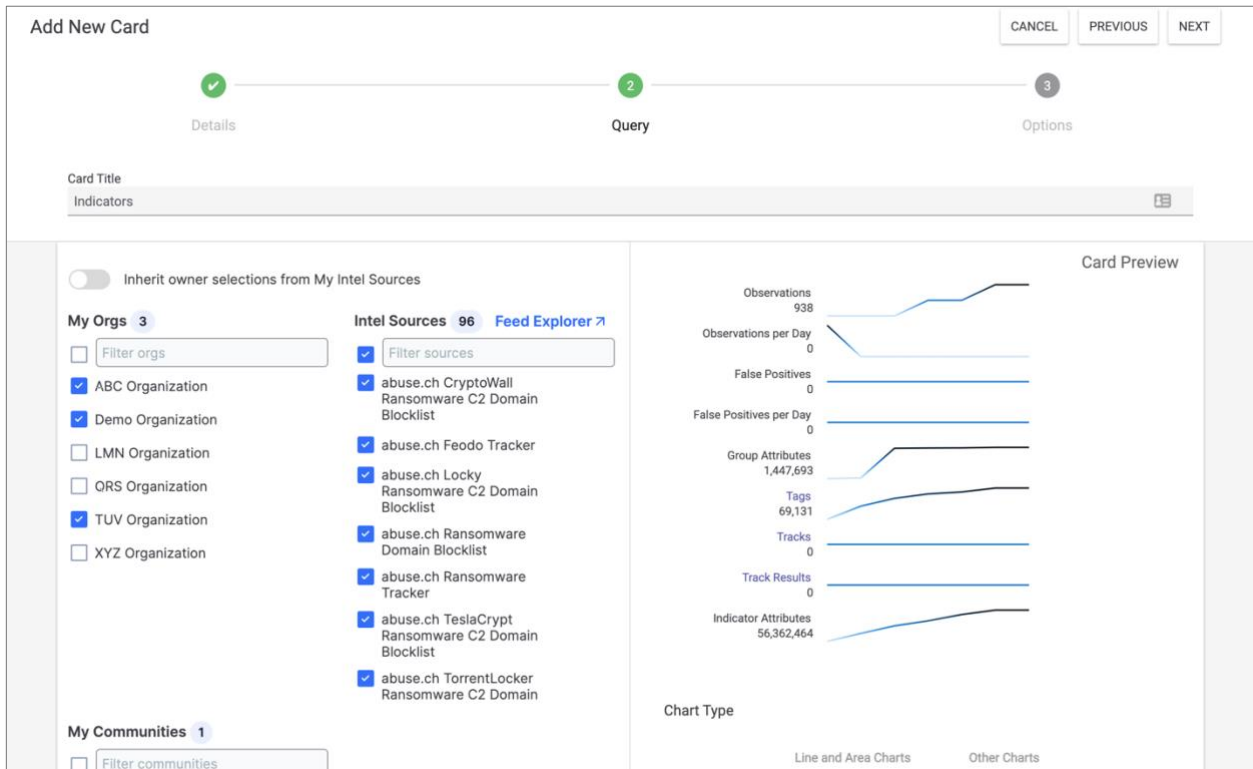 Add New Card
CANCEL
PREVIOUS
NEXT
2
3
Details
Query
Options
Card Title
Indicators
Inherit owner selections from My Intel Sources
My Orgs 3
Filter orgs
ABC Organization
Demo Organization
LMN Organization
QRS Organization
TUV Organization
XYZ Organization
Intel Sources 96 Feed Explorer
Filter sources
abuse.ch CryptoWall
Ransomware C2 Domain
Blocklist
abuse.ch Feodo Tracker
abuse.ch Locky
Ransomware C2 Domain
Blocklist
abuse.ch Ransomware
Domain Blocklist
abuse.ch Ransomware
Tracker
abuse.ch TeslaCrypt
Ransomware C2 Domain
Blocklist
abuse.ch TorrentLocker
Ransomware C2 Domain
My Communities 1
Filter communities
Card Preview
Observations
938
Observations per Day
0
False Positives
0
False Positives per Day
0
Group Attributes
1,447,693
Tags
69,131
Tracks
0
Track Results
0
Indicator Attributes
56,362,464
Chart Type
Line and Area Charts
Other Charts